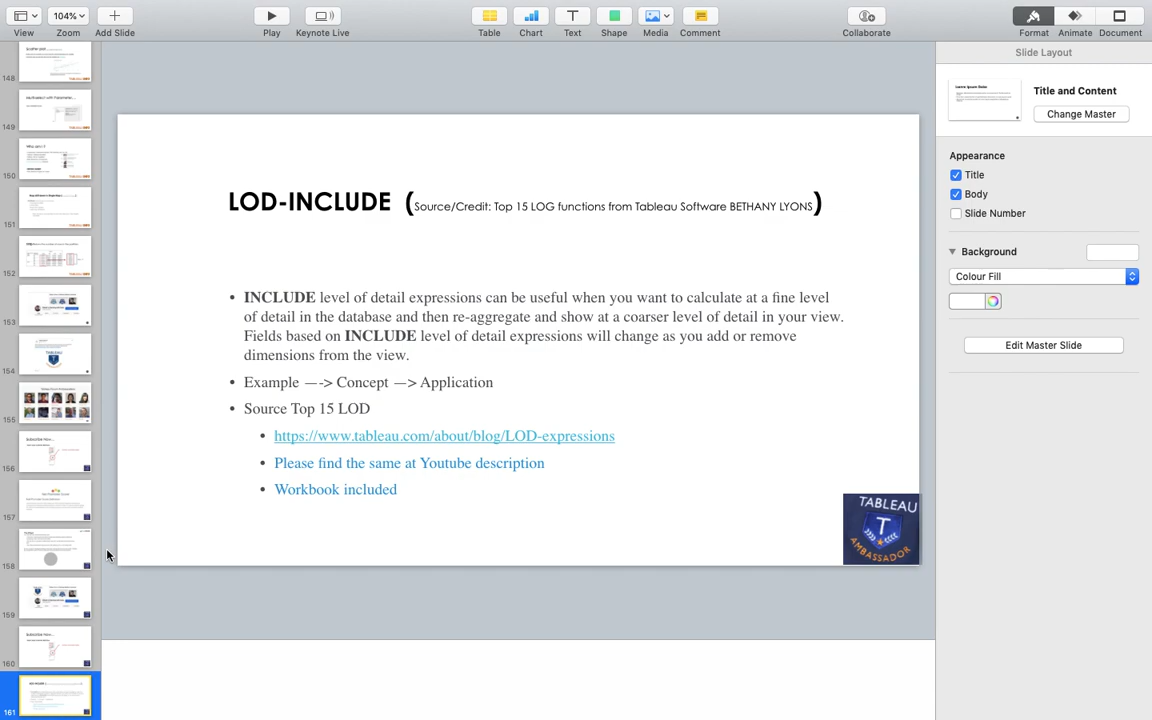 104%
View
Zoom
Add Slide
Play
Keynote Live
Table
Chart
Text
Shape
Media
Comment
Collaborate
Format
Animate
Document
148
149
150
151
152
153
154
155
156
157
158
159
160
161
LOD-INCLUDE (Source/Credit: Top 15 LOG functions from Tableau Software BETHANY LYONS)
• INCLUDE level of detail expressions can be useful when you want to calculate at a fine level
of detail in the database and then re-aggregate and show at a coarser level of detail in your view.
Fields based on INCLUDE level of detail expressions will change as you add or remove
dimensions from the view.
• Example —-> Concept —> Application
• Source Top 15 LOD
• https://www.tableau.com/about/blog/LOD-expressions
• Please find the same at Youtube description
• Workbook included
TABLEAU
T
AMBASSADOR
Slide Layout
Title and Content
Change Master
Appearance
Title
Body
Slide Number
Background
Colour Fill
Edit Master Slide